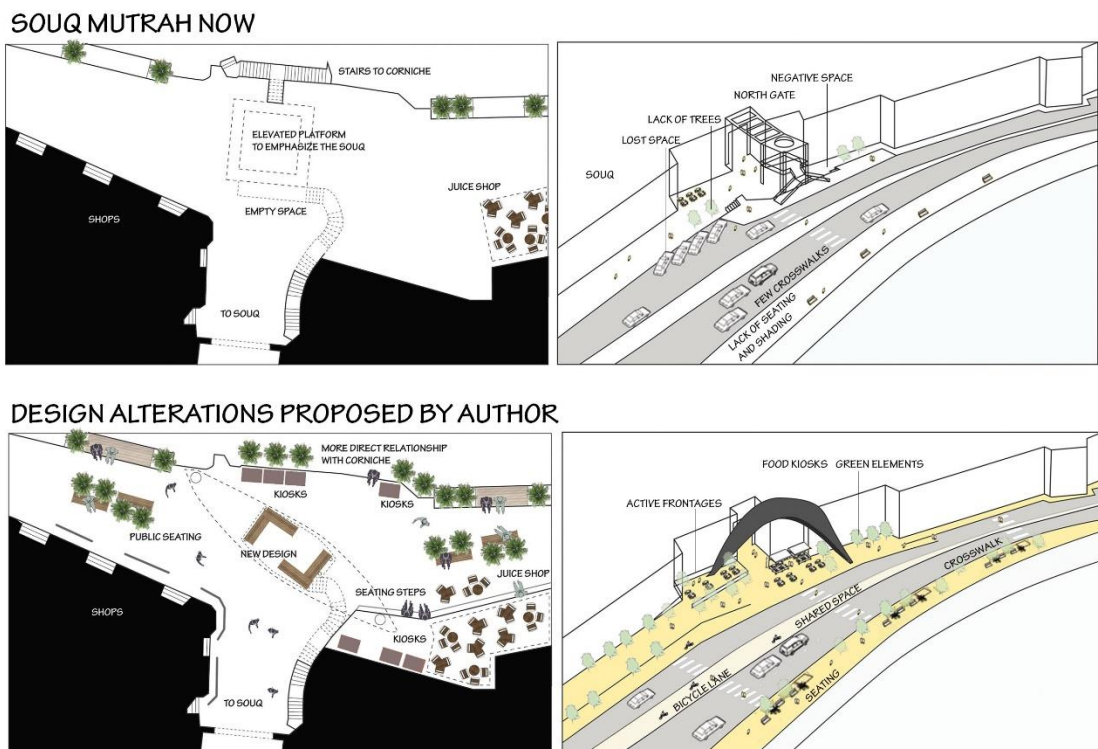 SOUQ MUTRAH NOW
STAIRS TO CORNICHE
ELEVATED PLATFORM
TO EMPHASIZE THE SOUQ
JUICE SHOP
SHOPS
EMPTY SPACE
TO SOUQ
NEGATIVE SPACE
NORTH GATE
LACK OF TREES
LOST SPACE
SOUQ
FEW CROSSWALKS
LACK OF SEATING
AND SHADING
DESIGN ALTERATIONS PROPOSED BY AUTHOR
MORE DIRECT RELATIONSHIP
WITH CORNICHE
KIOSKS
KIOSKS
PUBLIC SEATING
NEW DESIGN
JUICE SHOP
SEATING STEPS
SHOPS
KIOSKS
TO SOUQ
FOOD KIOSKS GREEN ELEMENTS
ACTIVE FRONTAGES
CROSSWALK
SHARED SPACE
BICYCLE LANE
SEATING